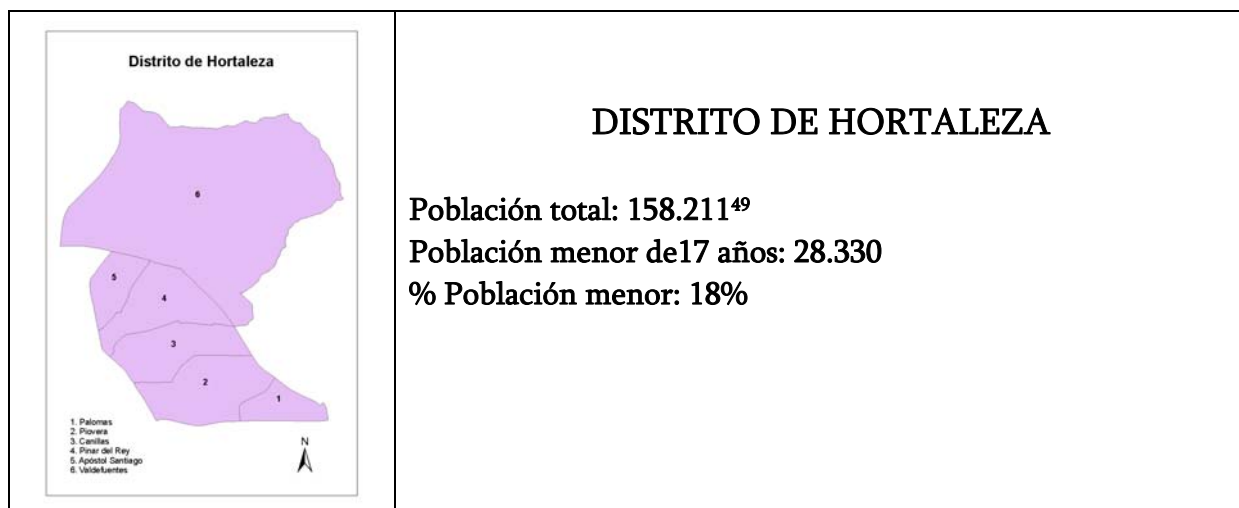 Distrito de Hortaleza
6
5
4
3
2
1
1. Palomas
2. Piovera
3. Canillas
4. Pinar del Rey
5. Apóstol Santiago
6. Valdefuentes
N
DISTRITO DE HORTALEZA
Población total: 158.211⁴⁹
Población menor de17 años: 28.330
% Población menor: 18%